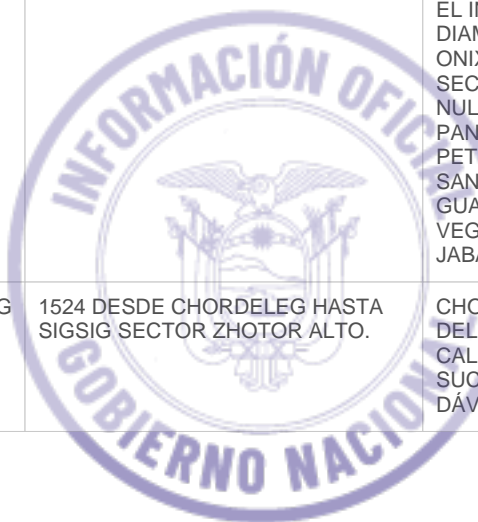 EL I
DIAM
ONIX
SEC
NUL
PAN
PET
SAN
GUA
VEG
JABA
G
1524 DESDE CHORDELEG HASTA
SIGSIG SECTOR ZHOTOR ALTO.
CHO
DEL
CAL
SUC
DÁV
INFORMACIÓN OFICIAL
GOBIERNO NACIONAL